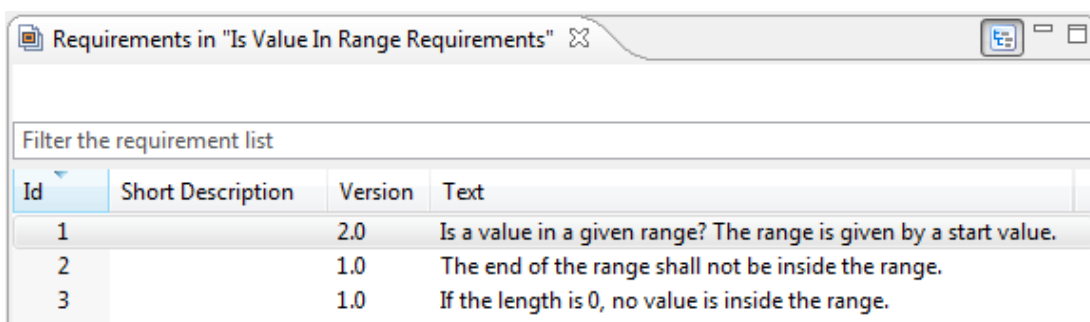 Requirements in "Is Value In Range Requirements"
Filter the requirement list
Id Short Description Version Text
1 2.0 Is a value in a given range? The range is given by a start value.
2 1.0 The end of the range shall not be inside the range.
3 1.0 If the length is 0, no value is inside the range.